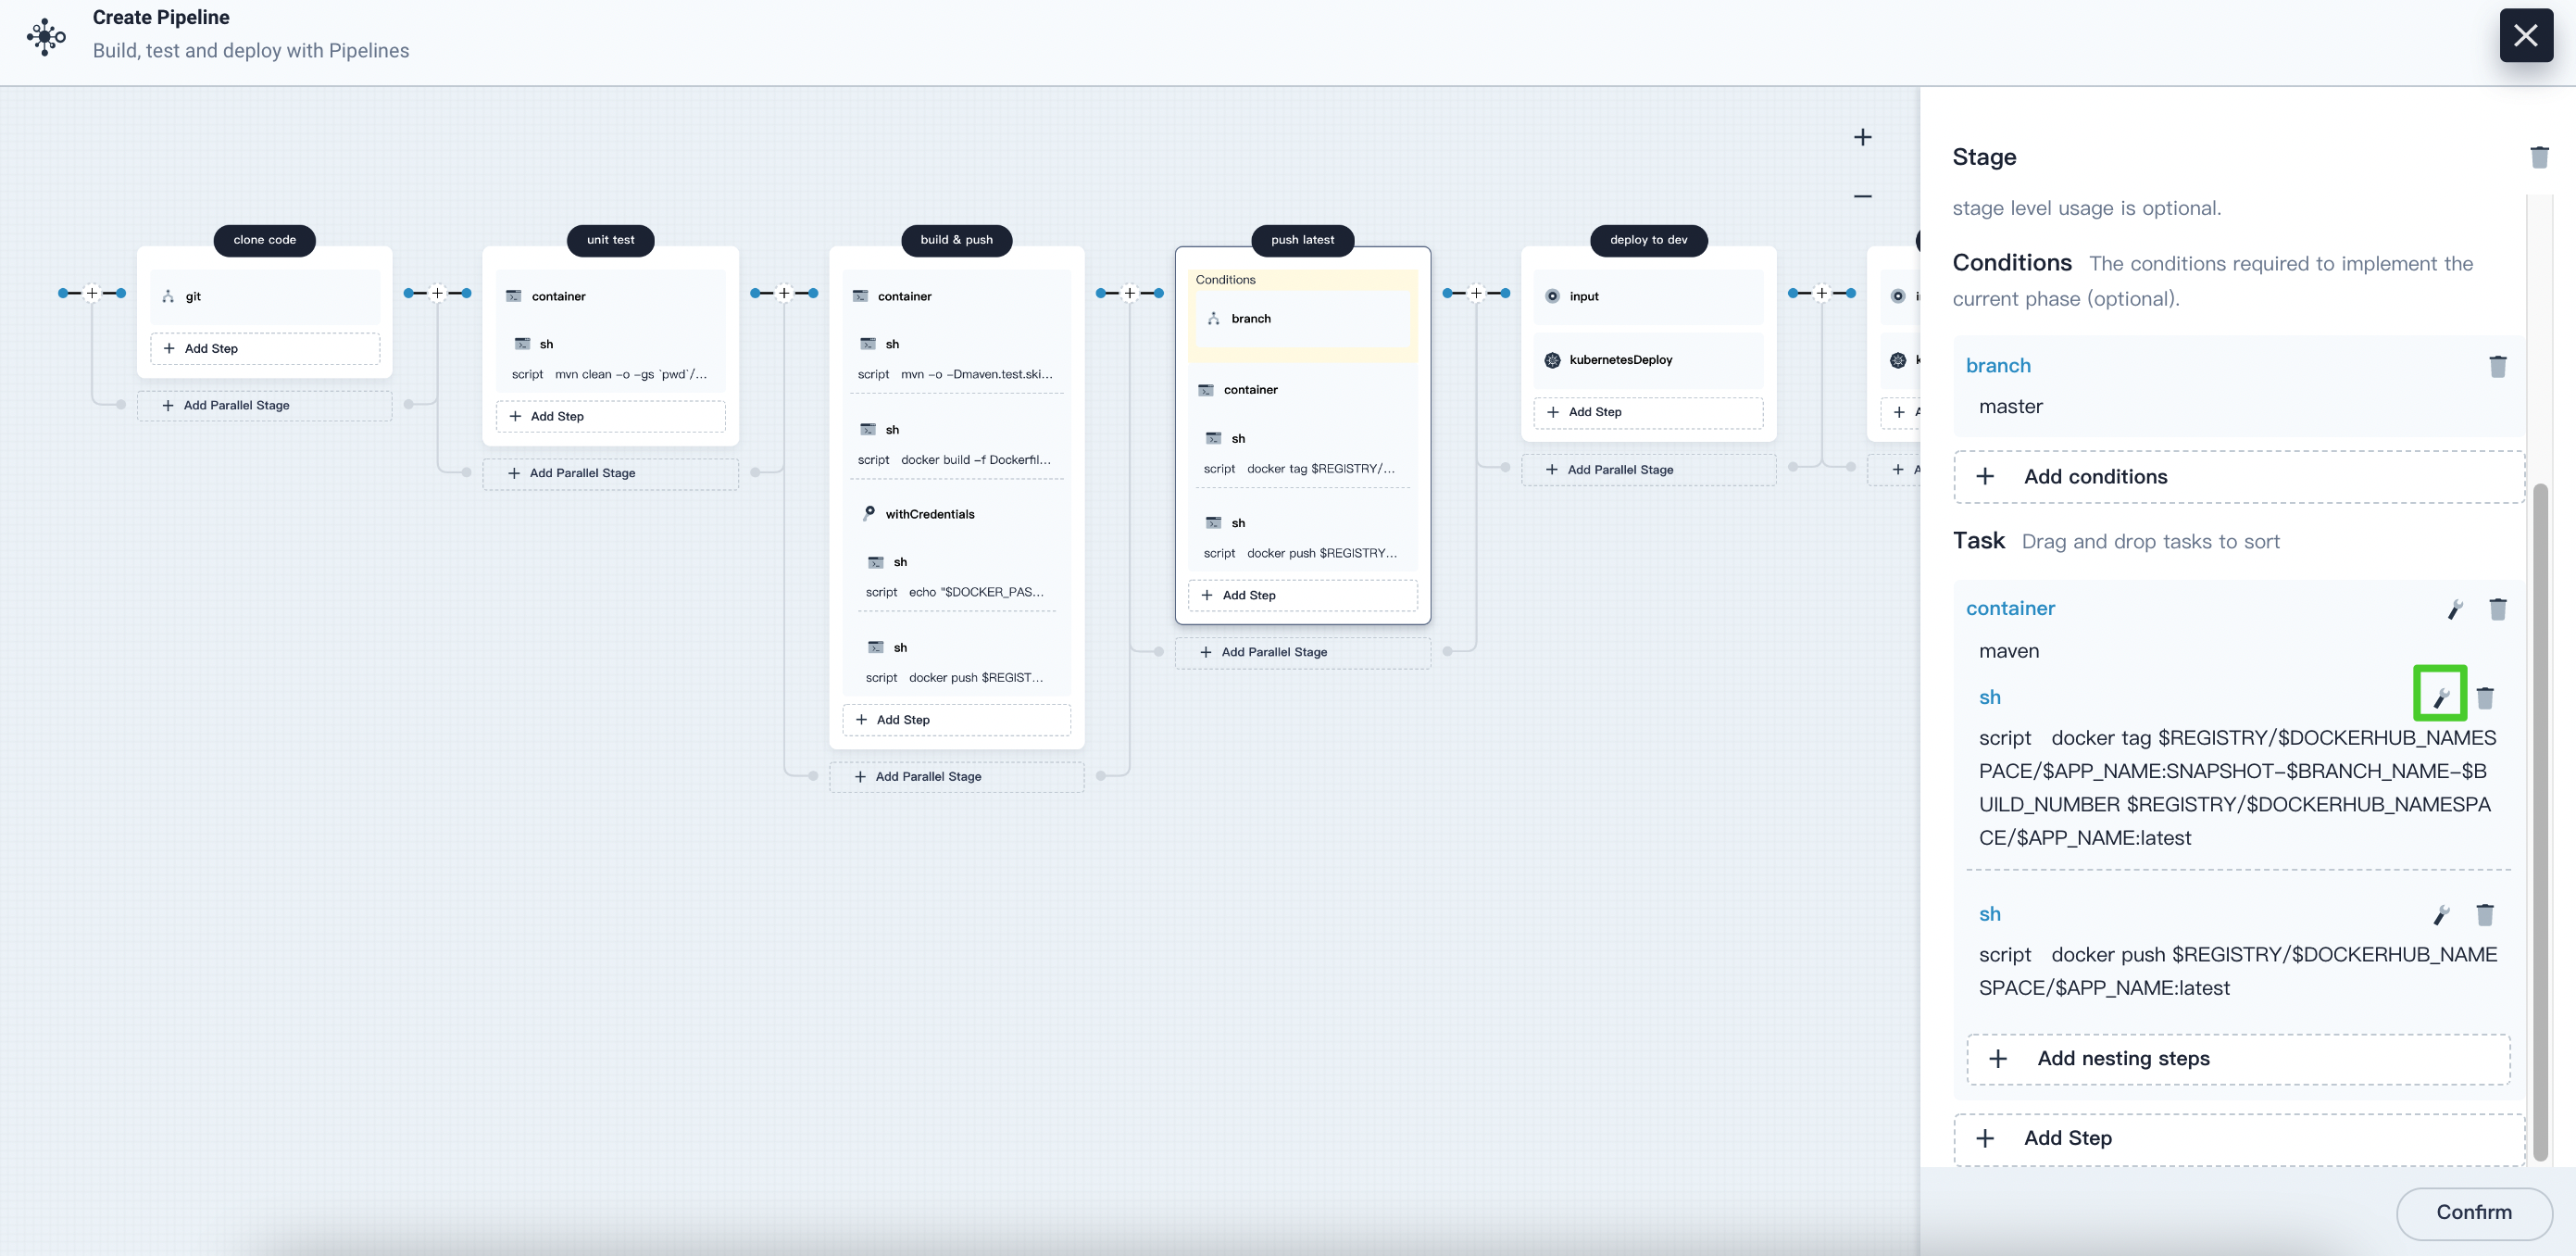 Create Pipeline
Build, test and deploy with Pipelines
clone code
git
Add Step
Add Parallel Stage
unit test
container
sh
script mvn clean -o -gs `pwd`/...
Add Step
Add Parallel Stage
build & push
container
sh
script mvn -o -Dmaven.test.ski...
sh
script docker build -f Dockerfil...
withCredentials
sh
script echo "$DOCKER_PAS...
sh
script docker push $REGIST...
Add Step
Add Parallel Stage
push latest
Conditions
branch
container
sh
script docker tag $REGISTRY/...
sh
script docker push $REGISTRY...
Add Step
Add Parallel Stage
deploy to dev
input
kubernetesDeploy
Add Step
Add Parallel Stage
Stage
stage level usage is optional.
Conditions The conditions required to implement the
current phase (optional).
branch
master
Add conditions
Task Drag and drop tasks to sort
container
maven
sh
script docker tag $REGISTRY/$DOCKERHUB_NAMES
PACE/$APP_NAME:SNAPSHOT-$BRANCH_NAME-$B
UILD_NUMBER $REGISTRY/$DOCKERHUB_NAMESPA
CE/$APP_NAME:latest
sh
script docker push $REGISTRY/$DOCKERHUB_NAME
SPACE/$APP_NAME:latest
Add nesting steps
Add Step
Confirm